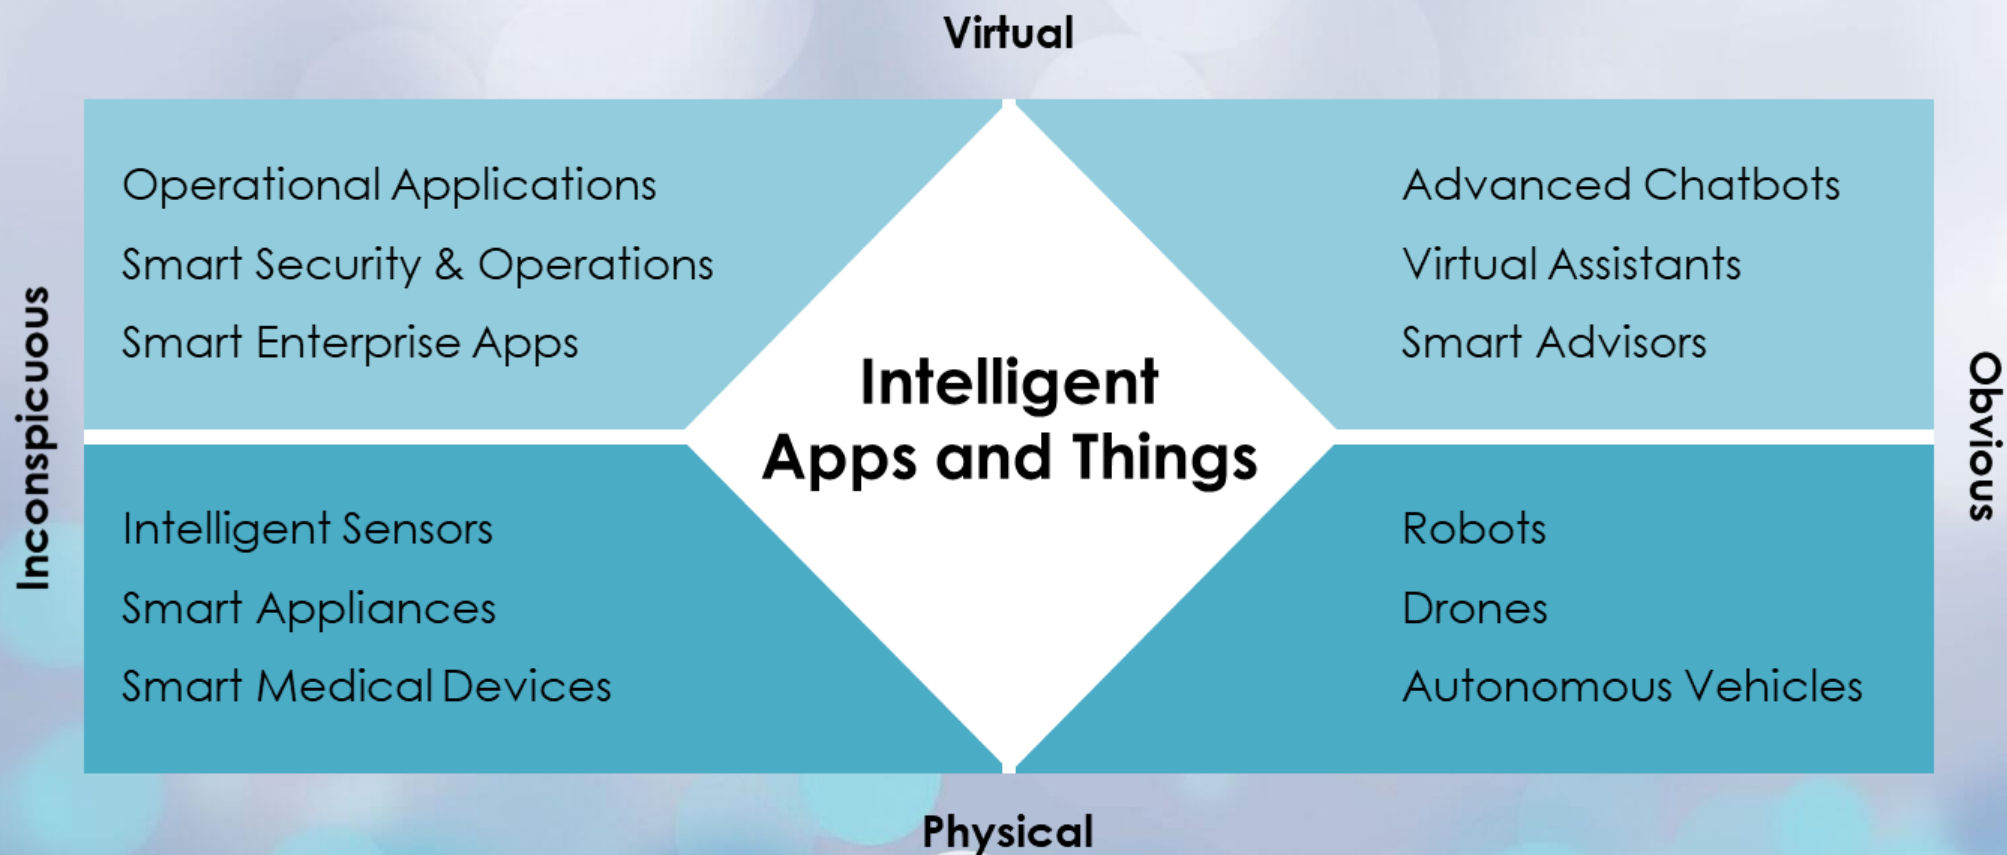 Virtual
Inconspicuous
Operational Applications
Smart Security & Operations
Smart Enterprise Apps
Advanced Chatbots
Virtual Assistants
Smart Advisors
Intelligent
Apps and Things
Obvious
Intelligent Sensors
Smart Appliances
Smart Medical Devices
Robots
Drones
Autonomous Vehicles
Physical